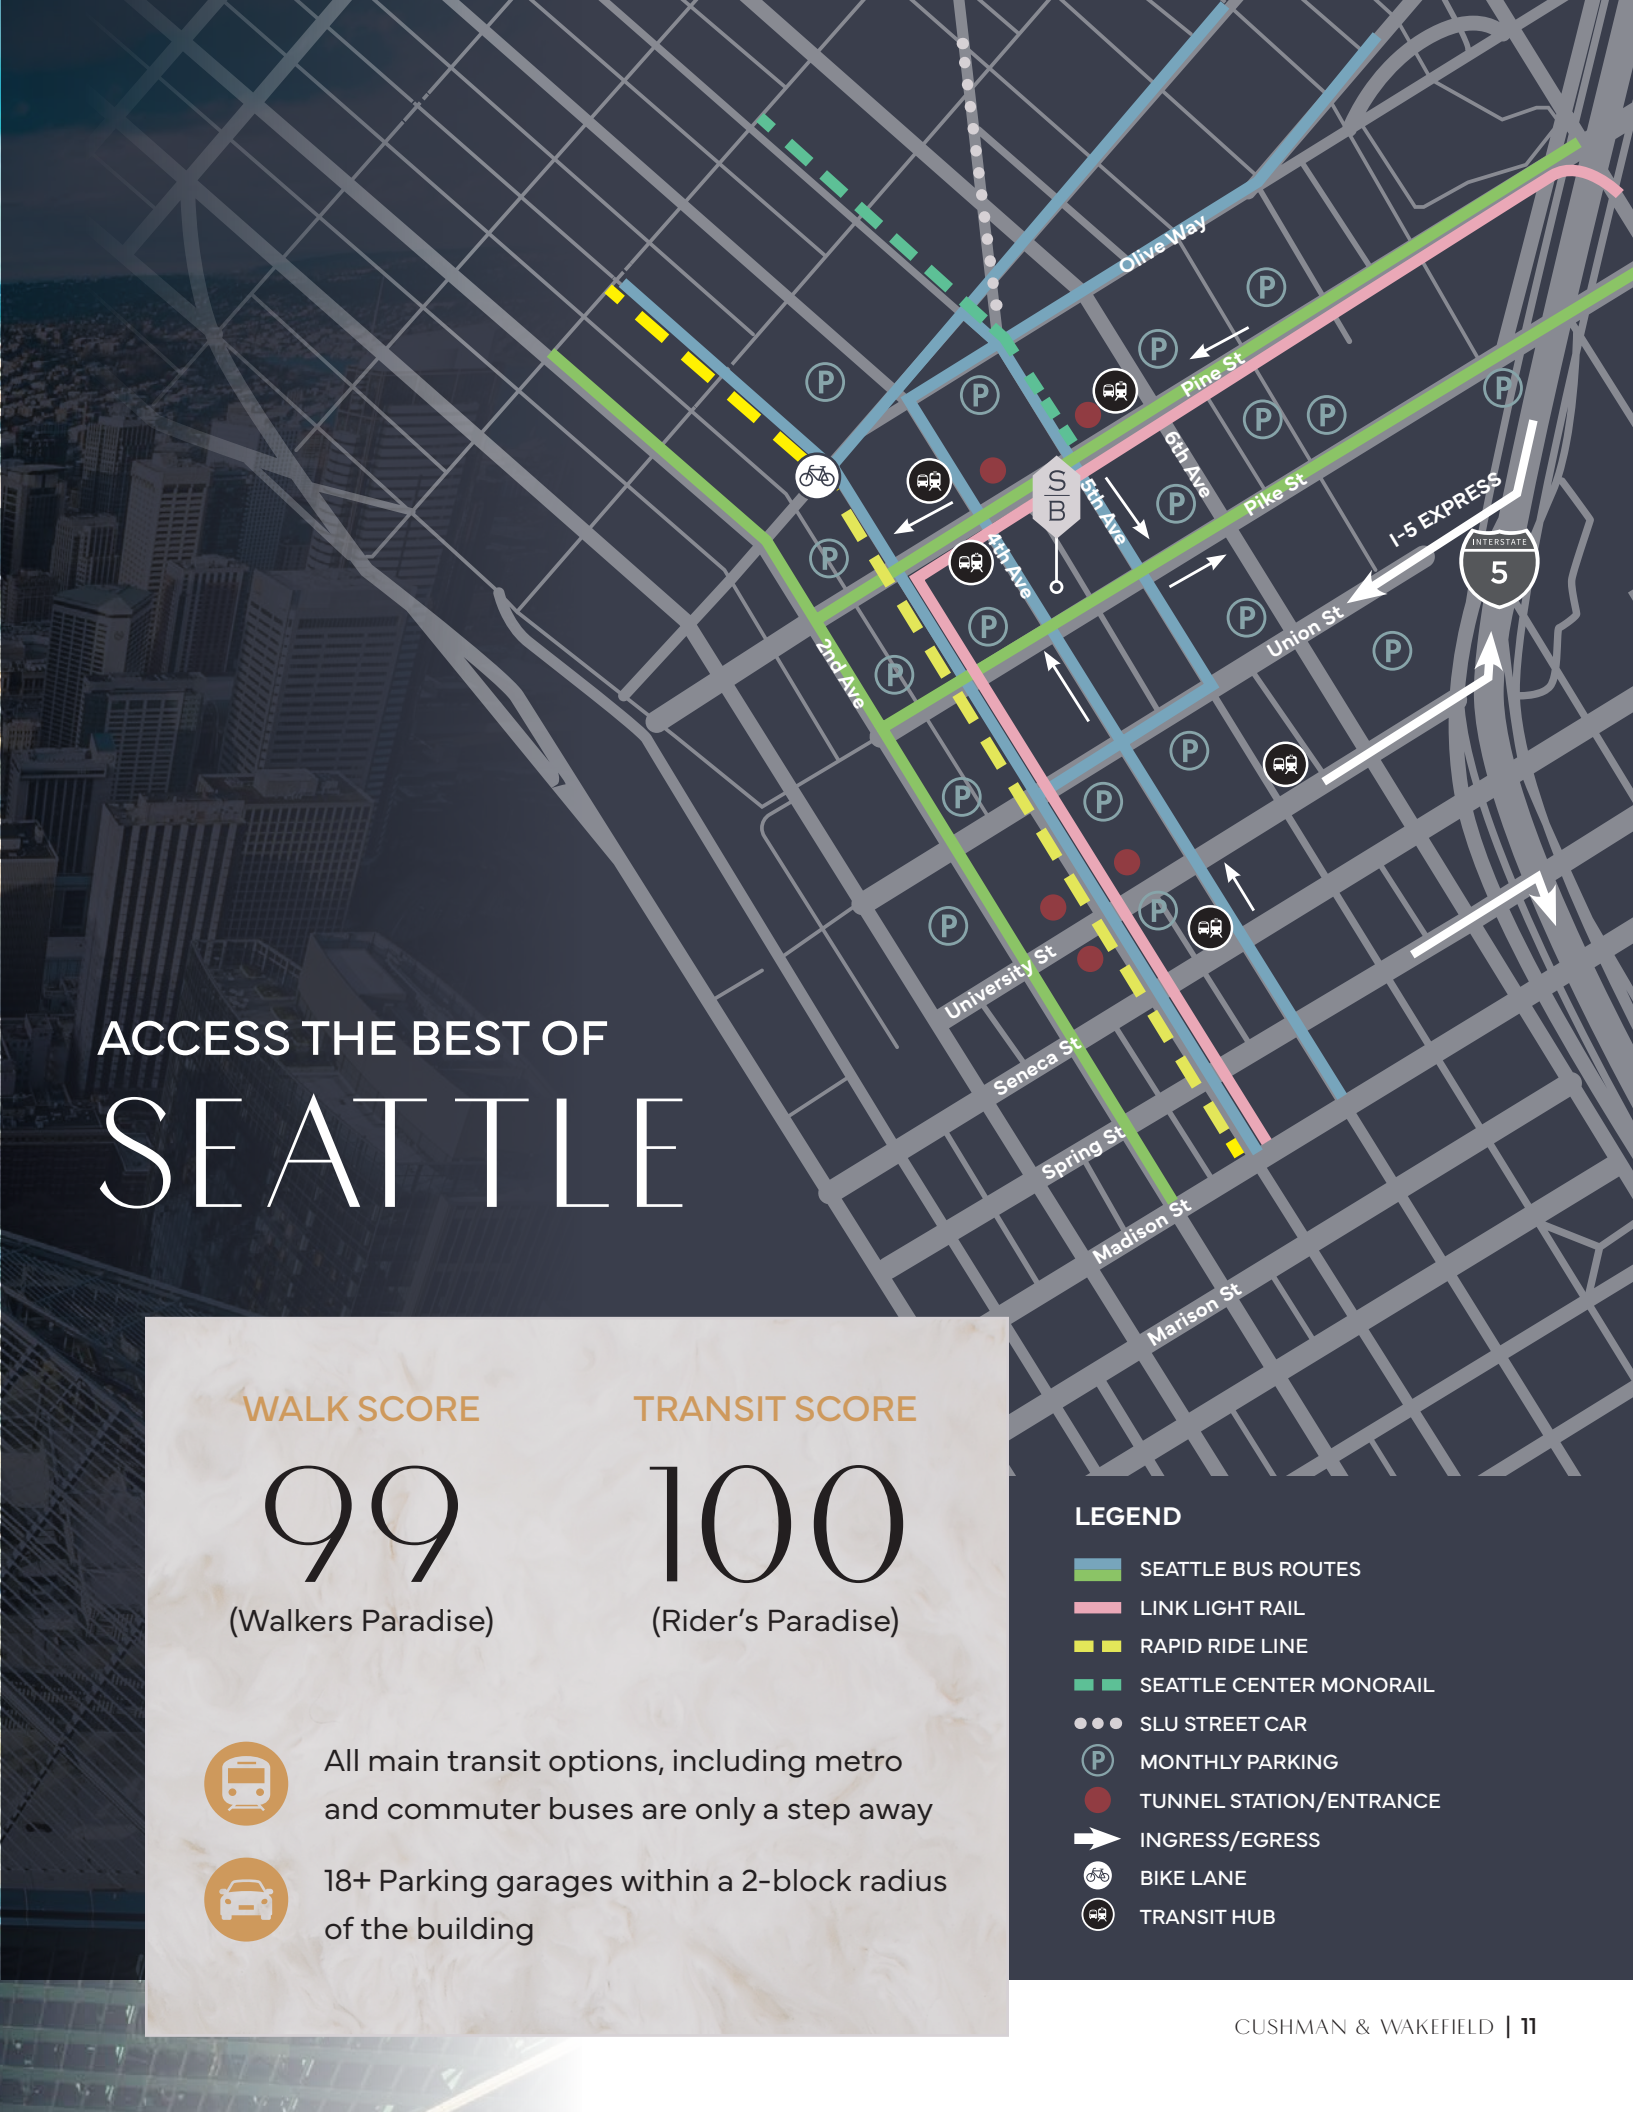 Olive Way
P
P
Pine St
P
P
P
P
P
6th Ave
S
B
5th Ave
P
Pike St
I-5 EXPRESS
INTERSTATE
5
4th Ave
P
P
P
Union St
P
2nd Ave
P
P
P
P
P
P
University St
Seneca St
Spring St
Madison St
Marison St
ACCESS THE BEST OF
SEATTLE
WALK SCORE
99
(Walkers Paradise)
TRANSIT SCORE
100
(Rider's Paradise)
All main transit options, including metro
and commuter buses are only a step away
18+ Parking garages within a 2-block radius
of the building
LEGEND
SEATTLE BUS ROUTES
LINK LIGHT RAIL
RAPID RIDE LINE
SEATTLE CENTER MONORAIL
SLU STREET CAR
P MONTHLY PARKING
TUNNEL STATION/ENTRANCE
INGRESS/EGRESS
BIKE LANE
TRANSIT HUB
CUSHMAN & WAKEFIELD | 11